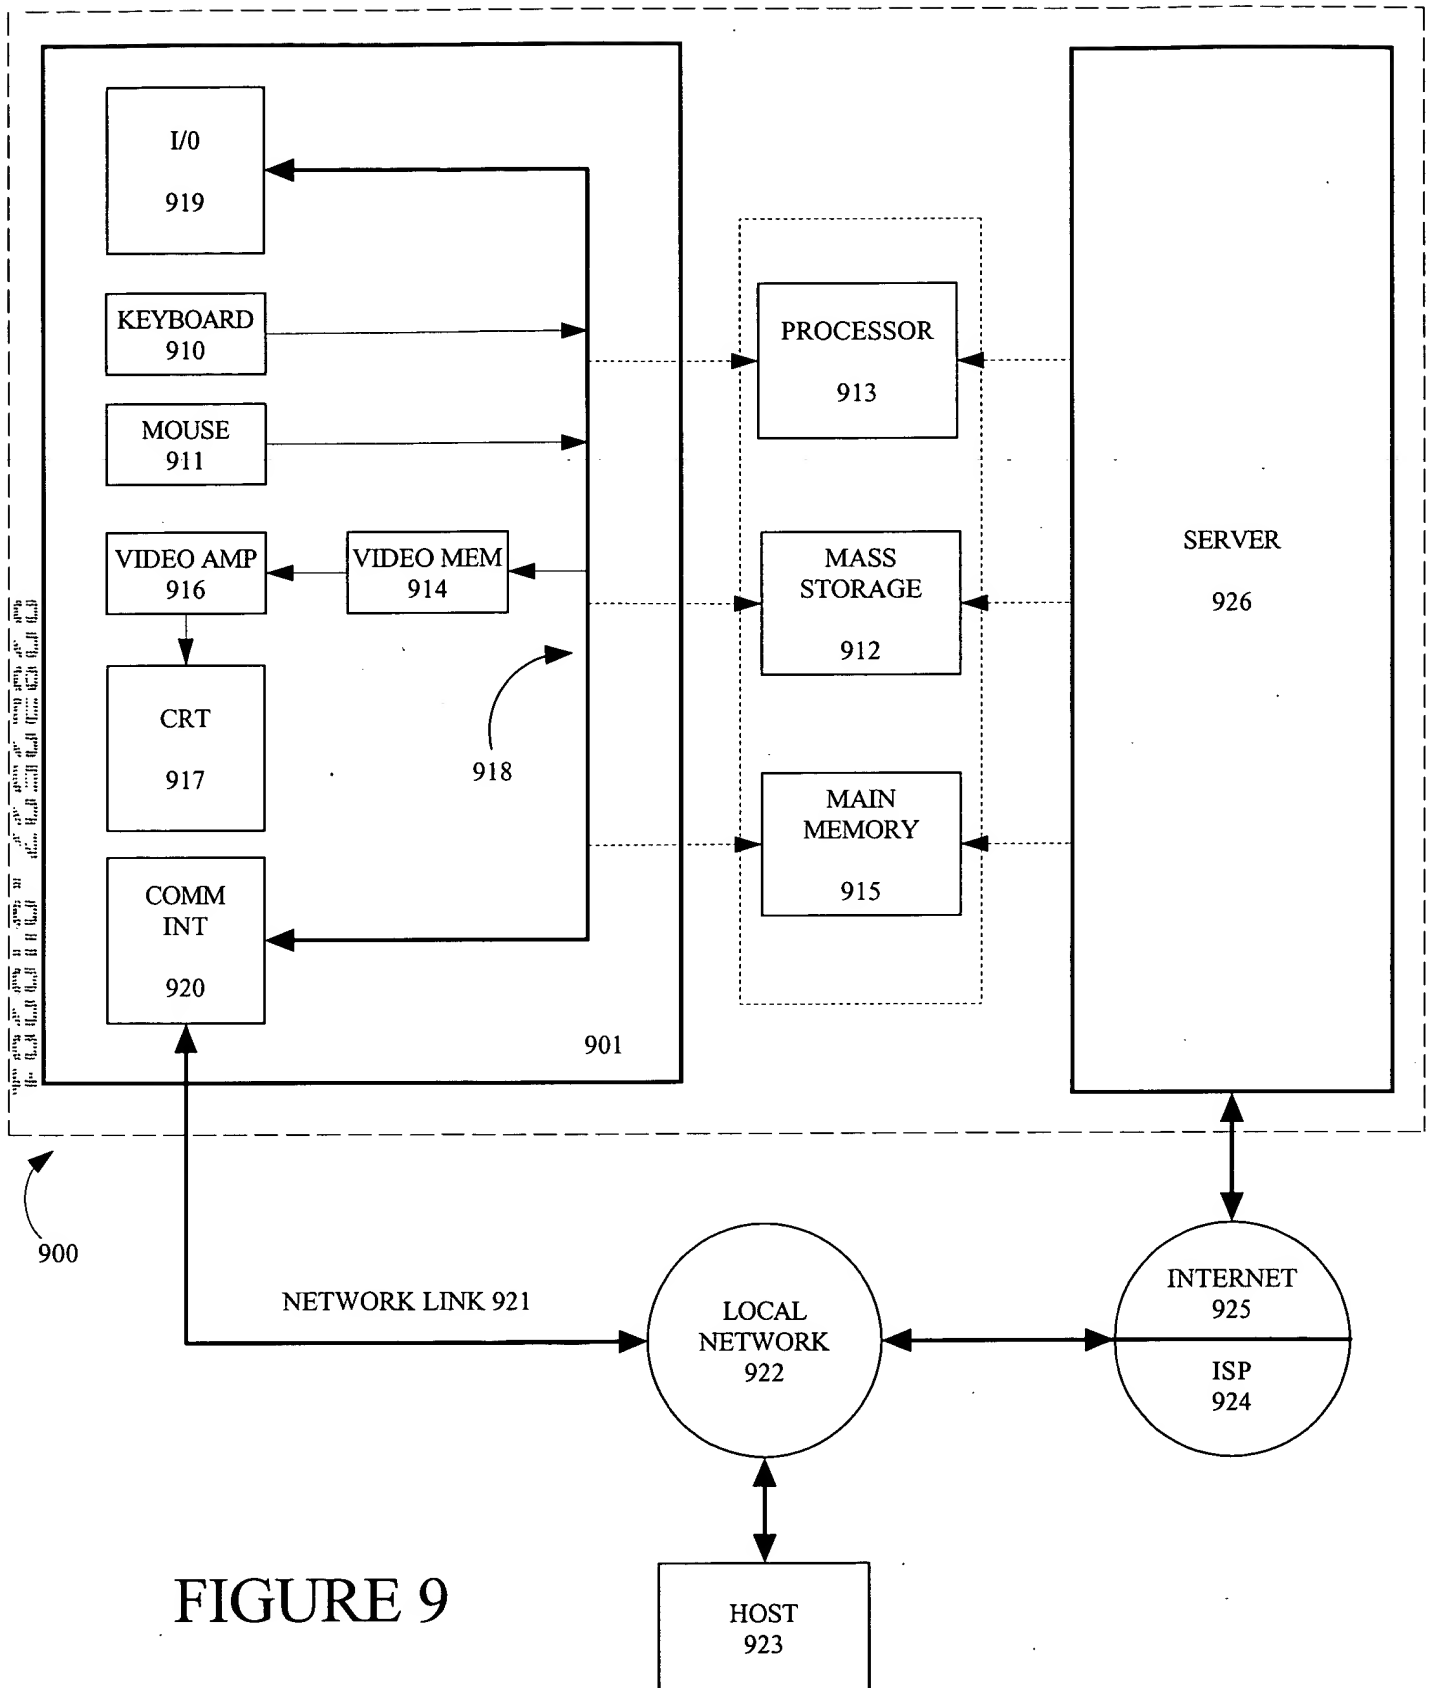 I/0
919
KEYBOARD
910
MOUSE
911
VIDEO AMP
916
VIDEO MEM
914
CRT
917
918
COMM
INT
920
901
PROCESSOR
913
MASS
STORAGE
912
MAIN
MEMORY
915
SERVER
926
900
NETWORK LINK 921
LOCAL
NETWORK
922
INTERNET
925
ISP
924
HOST
923
FIGURE 9